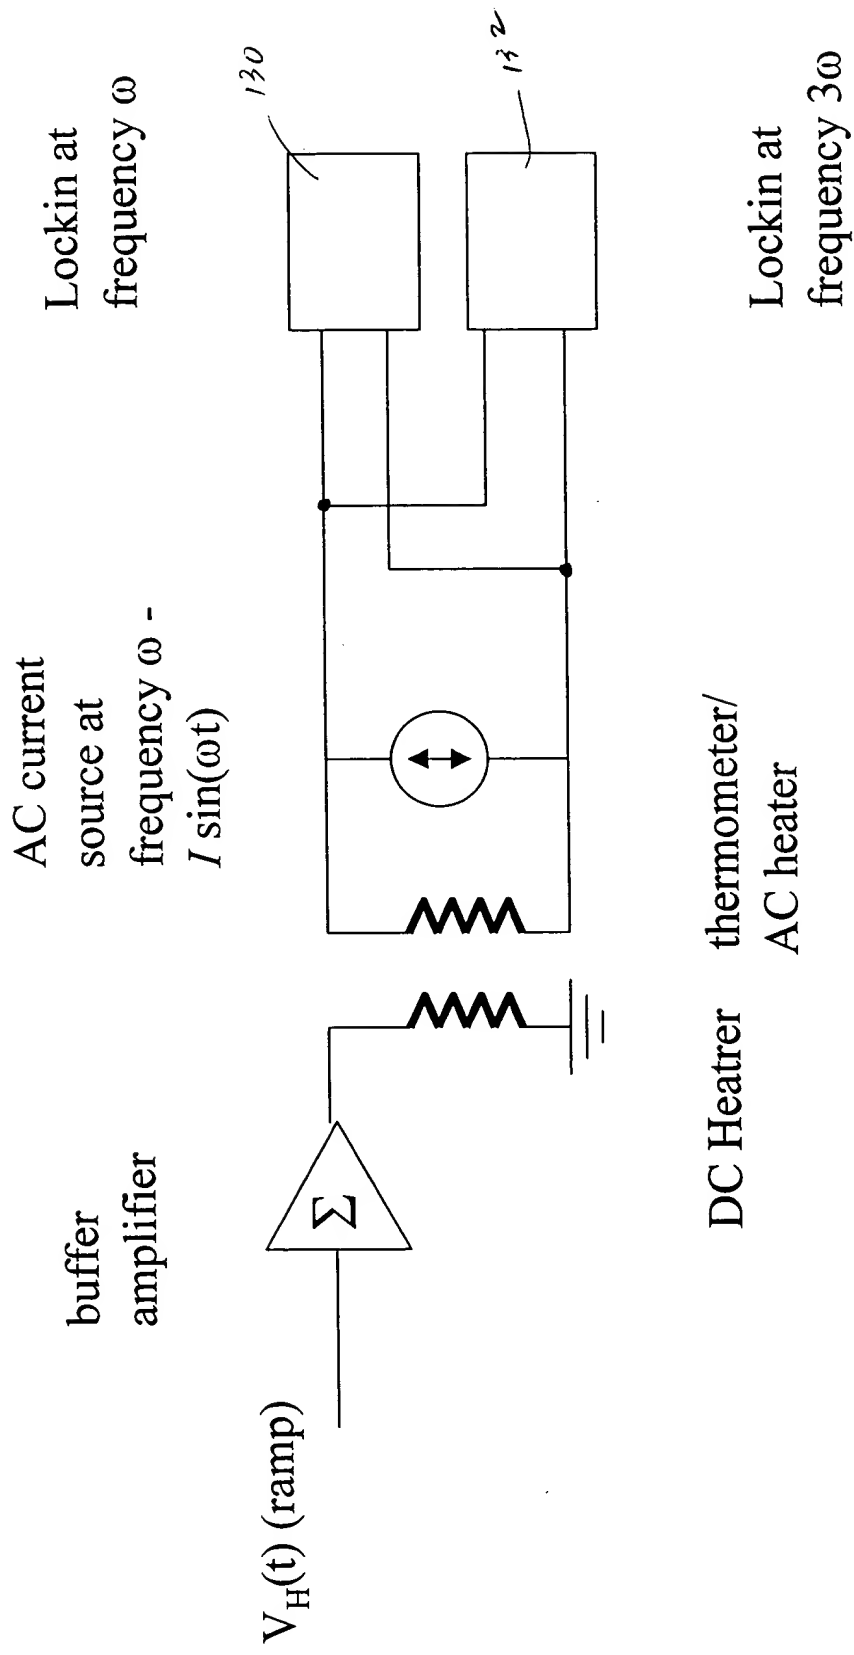 V_H(t) (ramp)
buffer
amplifier
Σ
AC current
source at
frequency ω -
I sin(ωt)
Lockin at
frequency ω
130
132
DC Heatrer
thermometer/
AC heater
Lockin at
frequency 3ω